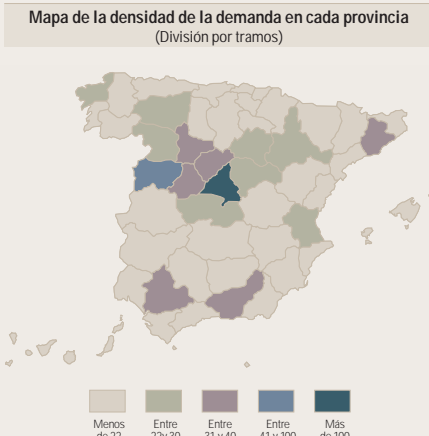 Mapa de la densidad de la demanda en cada provincia
(División por tramos)
Menos Entre Entre Entre Más
de 22 22y 30 31 y 40 41 y 100 de 100